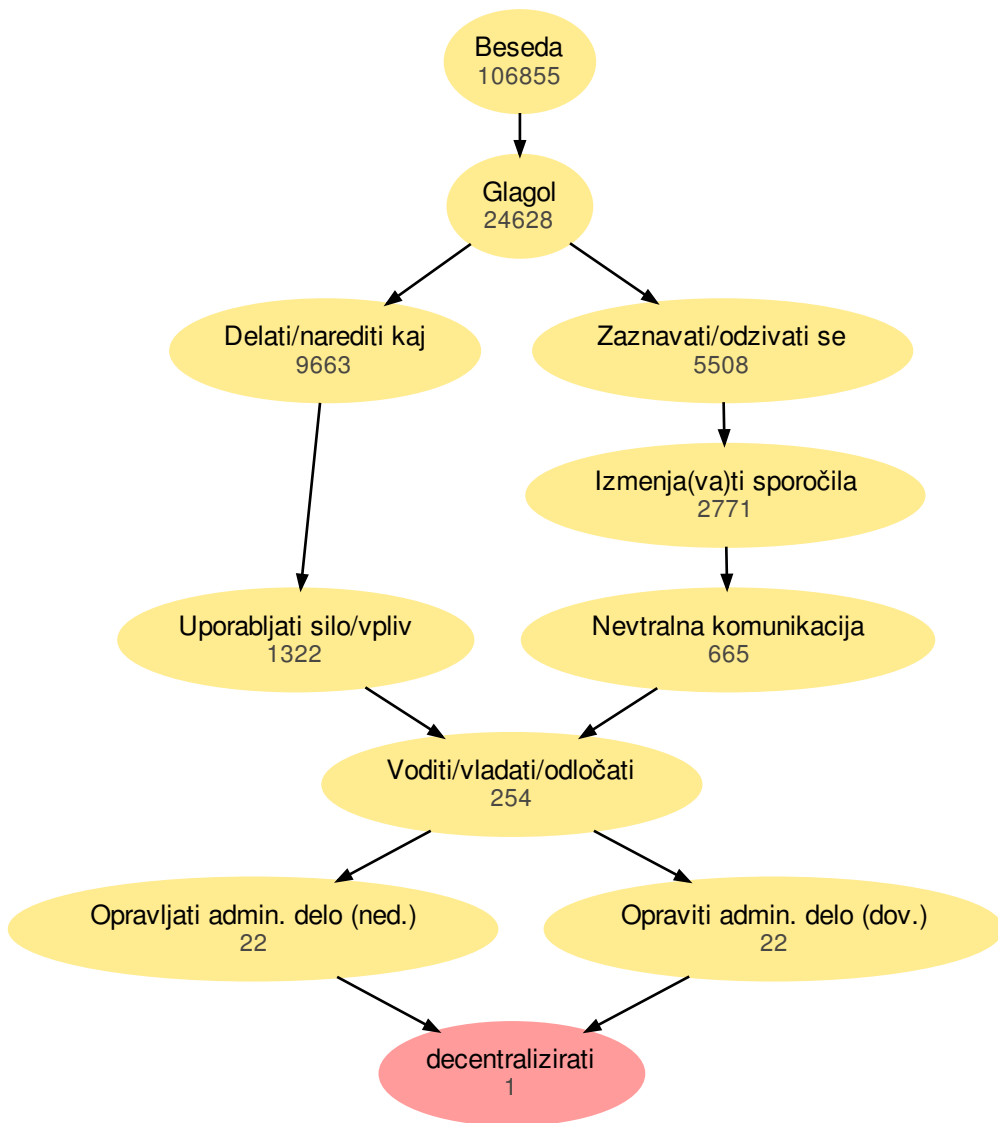 Beseda
106855
Glagol
24628
Delati/narediti kaj
9663
Zaznavati/odzivati se
5508
Izmenja(va)ti sporočila
2771
Uporabljati silo/vpliv
1322
Nevtralna komunikacija
665
Voditi/vladati/odločati
254
Opravljati admin. delo (ned.)
22
Opraviti admin. delo (dov.)
22
decentralizirati
1